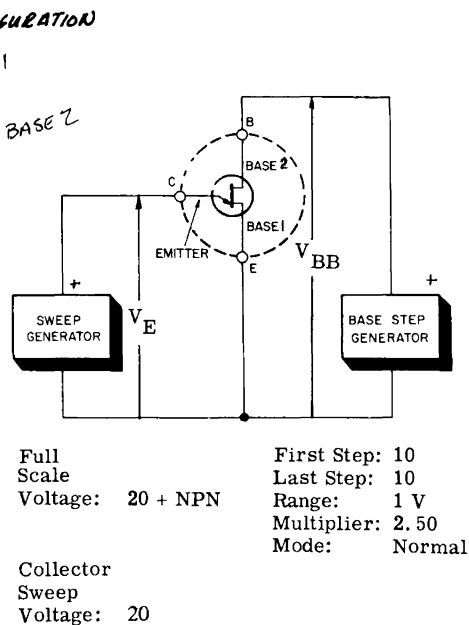 GURATION
1
BASE 2
B
BASE 2
C
BASE 1
EMITTER
E
V BB
+
+
SWEEP
GENERATOR
V E
BASE STEP
GENERATOR
Full
Scale
Voltage: 20 + NPN
First Step: 10
Last Step: 10
Range: 1 V
Multiplier: 2.50
Mode: Normal
Collector
Sweep
Voltage: 20